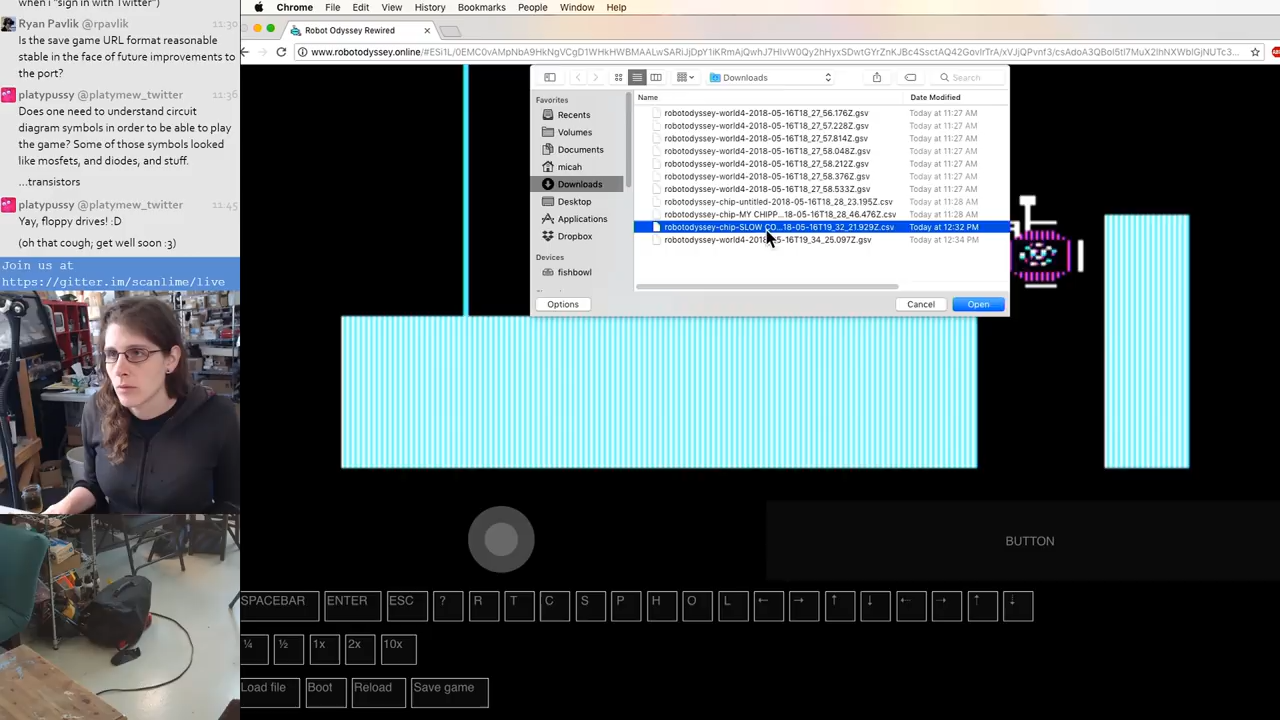 when i "sign in with Twitter")
Ryan Pavlik @rpavlik 11:30
Is the save game URL format reasonable
stable in the face of future improvements to
the port?
platypussy @platymew_twitter 11:36
Does one need to understand circuit
diagram symbols in order to be able to play
the game? Some of those symbols looked
like mosfets, and diodes, and stuff.
...transistors
platypussy @platymew_twitter 11:45
Yay, floppy drives! :D
(oh that cough; get well soon :3)
Join us at
https://gitter.im/scanlime/live
Chrome File Edit View History Bookmarks People Window Help
Robot Odyssey Rewired
https://www.robotodyssey.online/
Downloads
Search
Favorites
Recents
Volumes
Documents
micah
Downloads
Desktop
Applications
Dropbox
Devices
fishbowl
Name Date Modified
robotodyssey-world4-2018-05-16T18_27_56.176Z.gsv Today at 11:27 AM
robotodyssey-world4-2018-05-16T18_27_57.228Z.gsv Today at 11:27 AM
robotodyssey-world4-2018-05-16T18_27_57.814Z.gsv Today at 11:27 AM
robotodyssey-world4-2018-05-16T18_27_58.048Z.gsv Today at 11:27 AM
robotodyssey-world4-2018-05-16T18_27_58.212Z.gsv Today at 11:27 AM
robotodyssey-world4-2018-05-16T18_27_58.376Z.gsv Today at 11:27 AM
robotodyssey-world4-2018-05-16T18_27_58.533Z.gsv Today at 11:27 AM
robotodyssey-chip-untitled-2018-05-16T18_28_23.195Z.csv Today at 11:28 AM
robotodyssey-chip-MY CHIPP...18-05-16T18_28_46.476Z.csv Today at 11:28 AM
robotodyssey-chip-SLOW CO...18-05-16T19_32_21.929Z.csv Today at 12:32 PM
robotodyssey-world4-2018-05-16T19_34_25.097Z.gsv Today at 12:34 PM
Options Cancel Open
BUTTON
SPACEBAR ENTER ESC ? R T C S P H O L ← → ↑ ↓ ← → ↑ ↓
¼ ½ 1x 2x 10x
Load file Boot Reload Save game